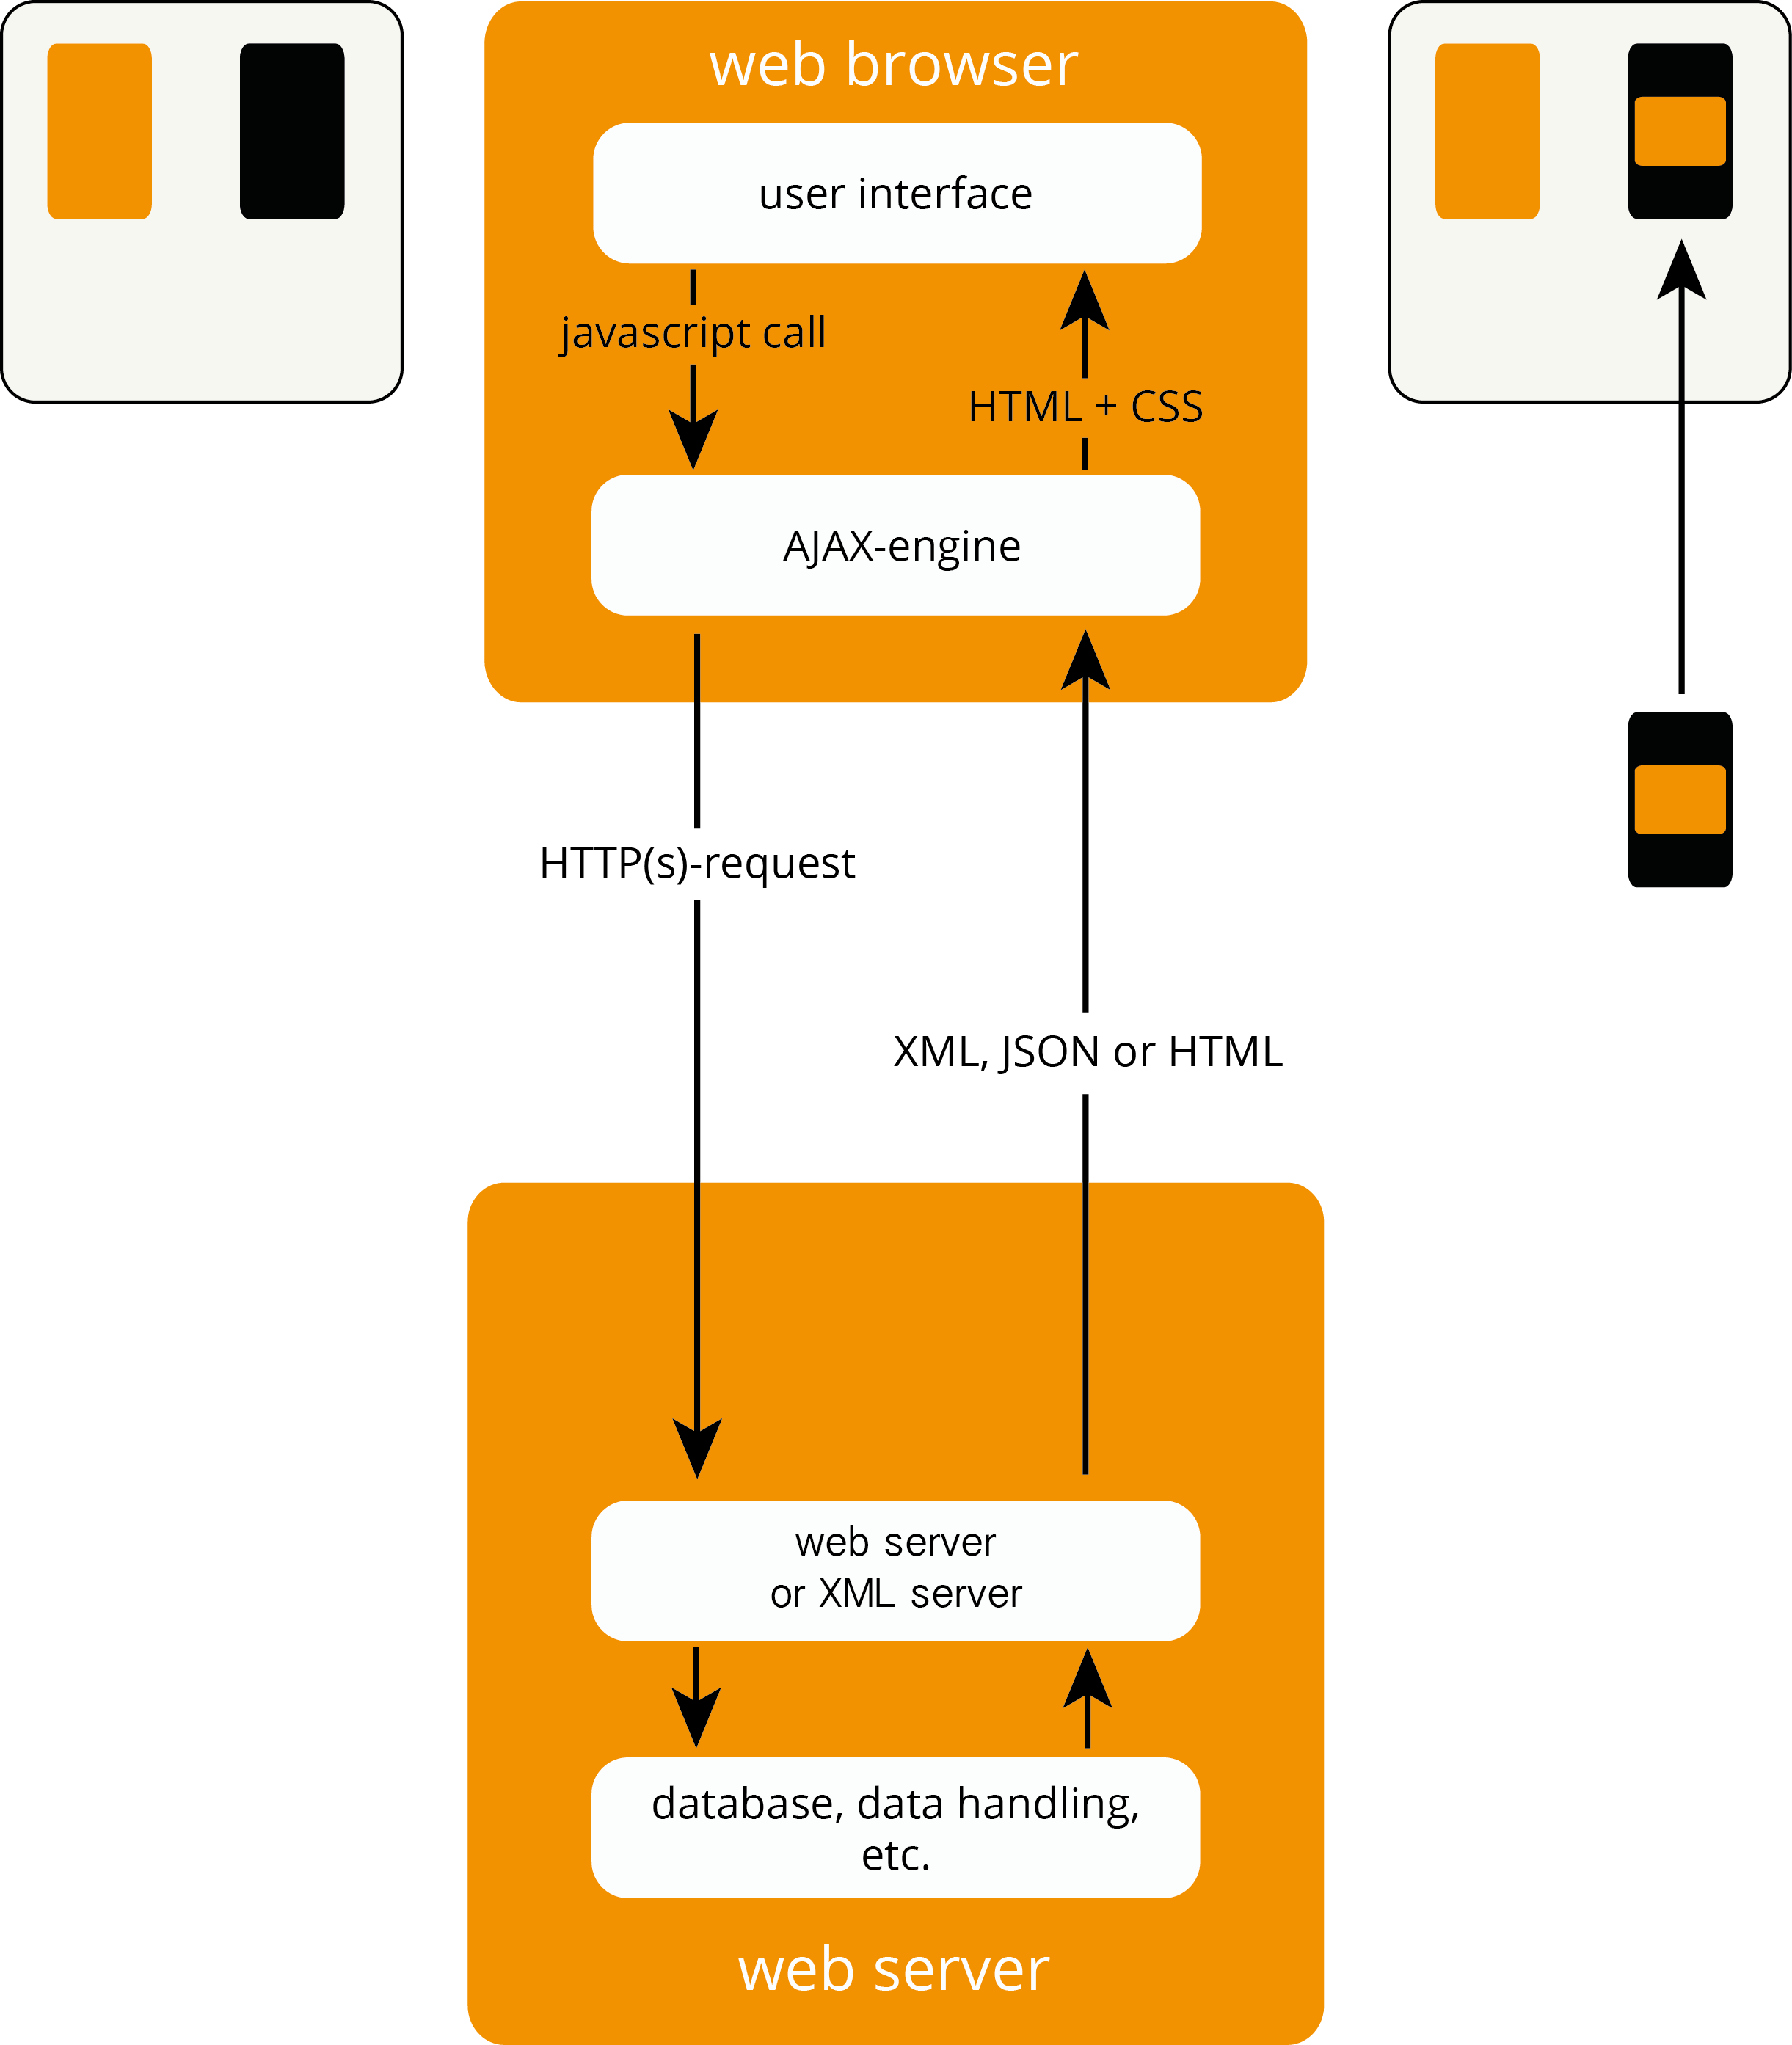 web browser
user interface
javascript call
HTML + CSS
AJAX-engine
HTTP(s)-request
XML, JSON or HTML
web server
or XML server
database, data handling,
etc.
web server